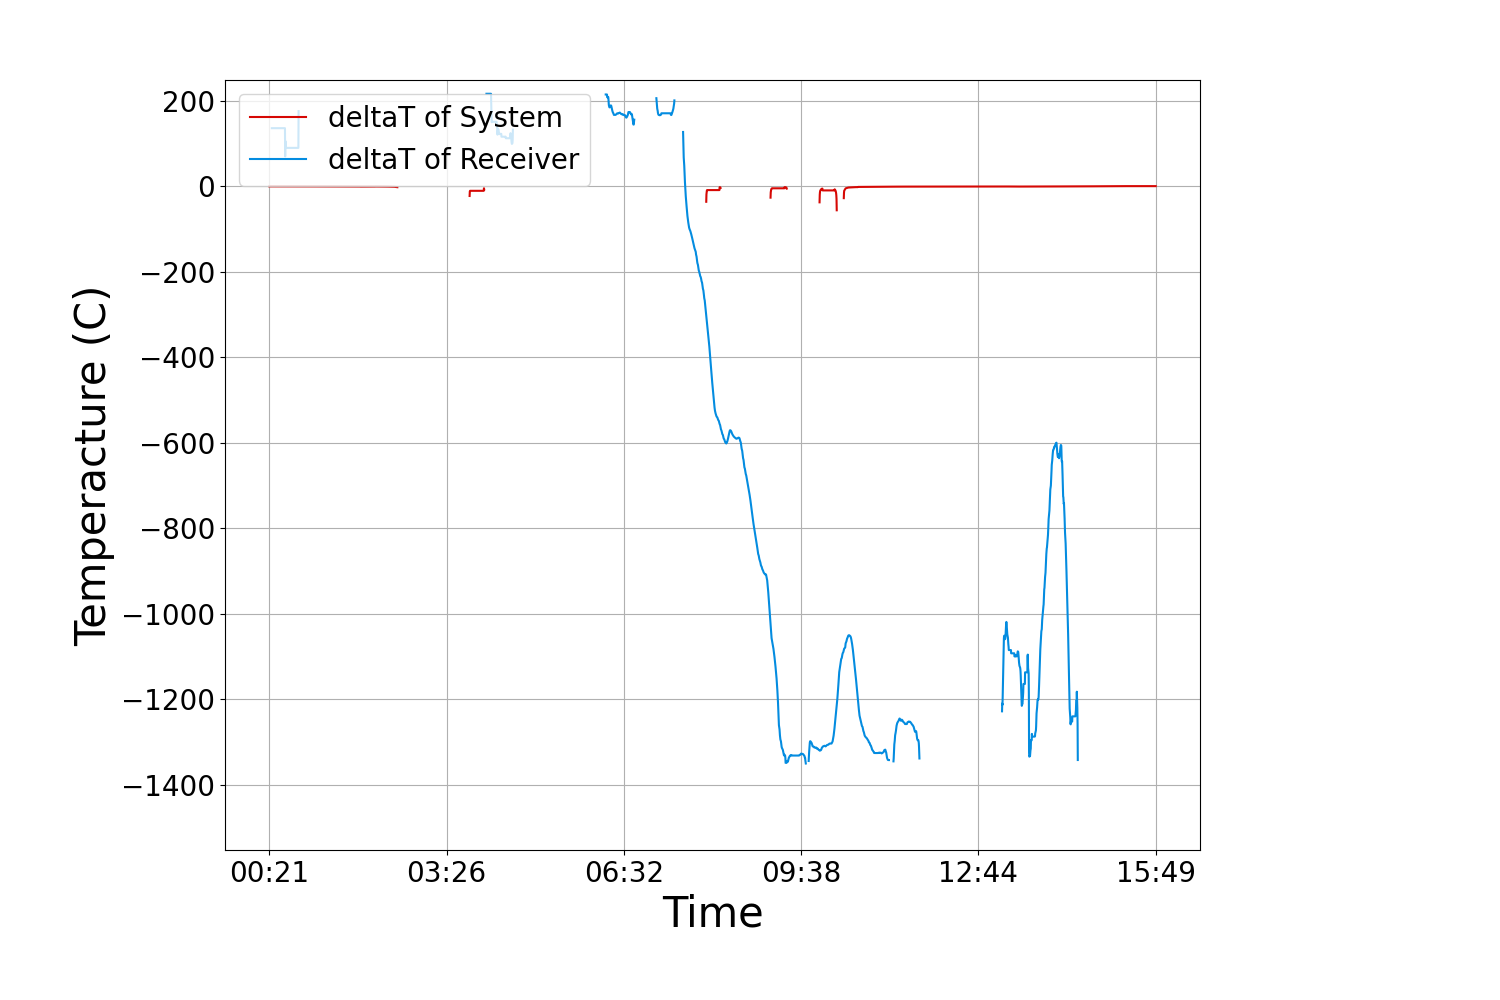 deltaT of System
deltaT of Receiver
200
0
−200
−400
−600
−800
−1000
−1200
−1400
Temperacture (C)
00:21 03:26 06:32 09:38 12:44 15:49
Time